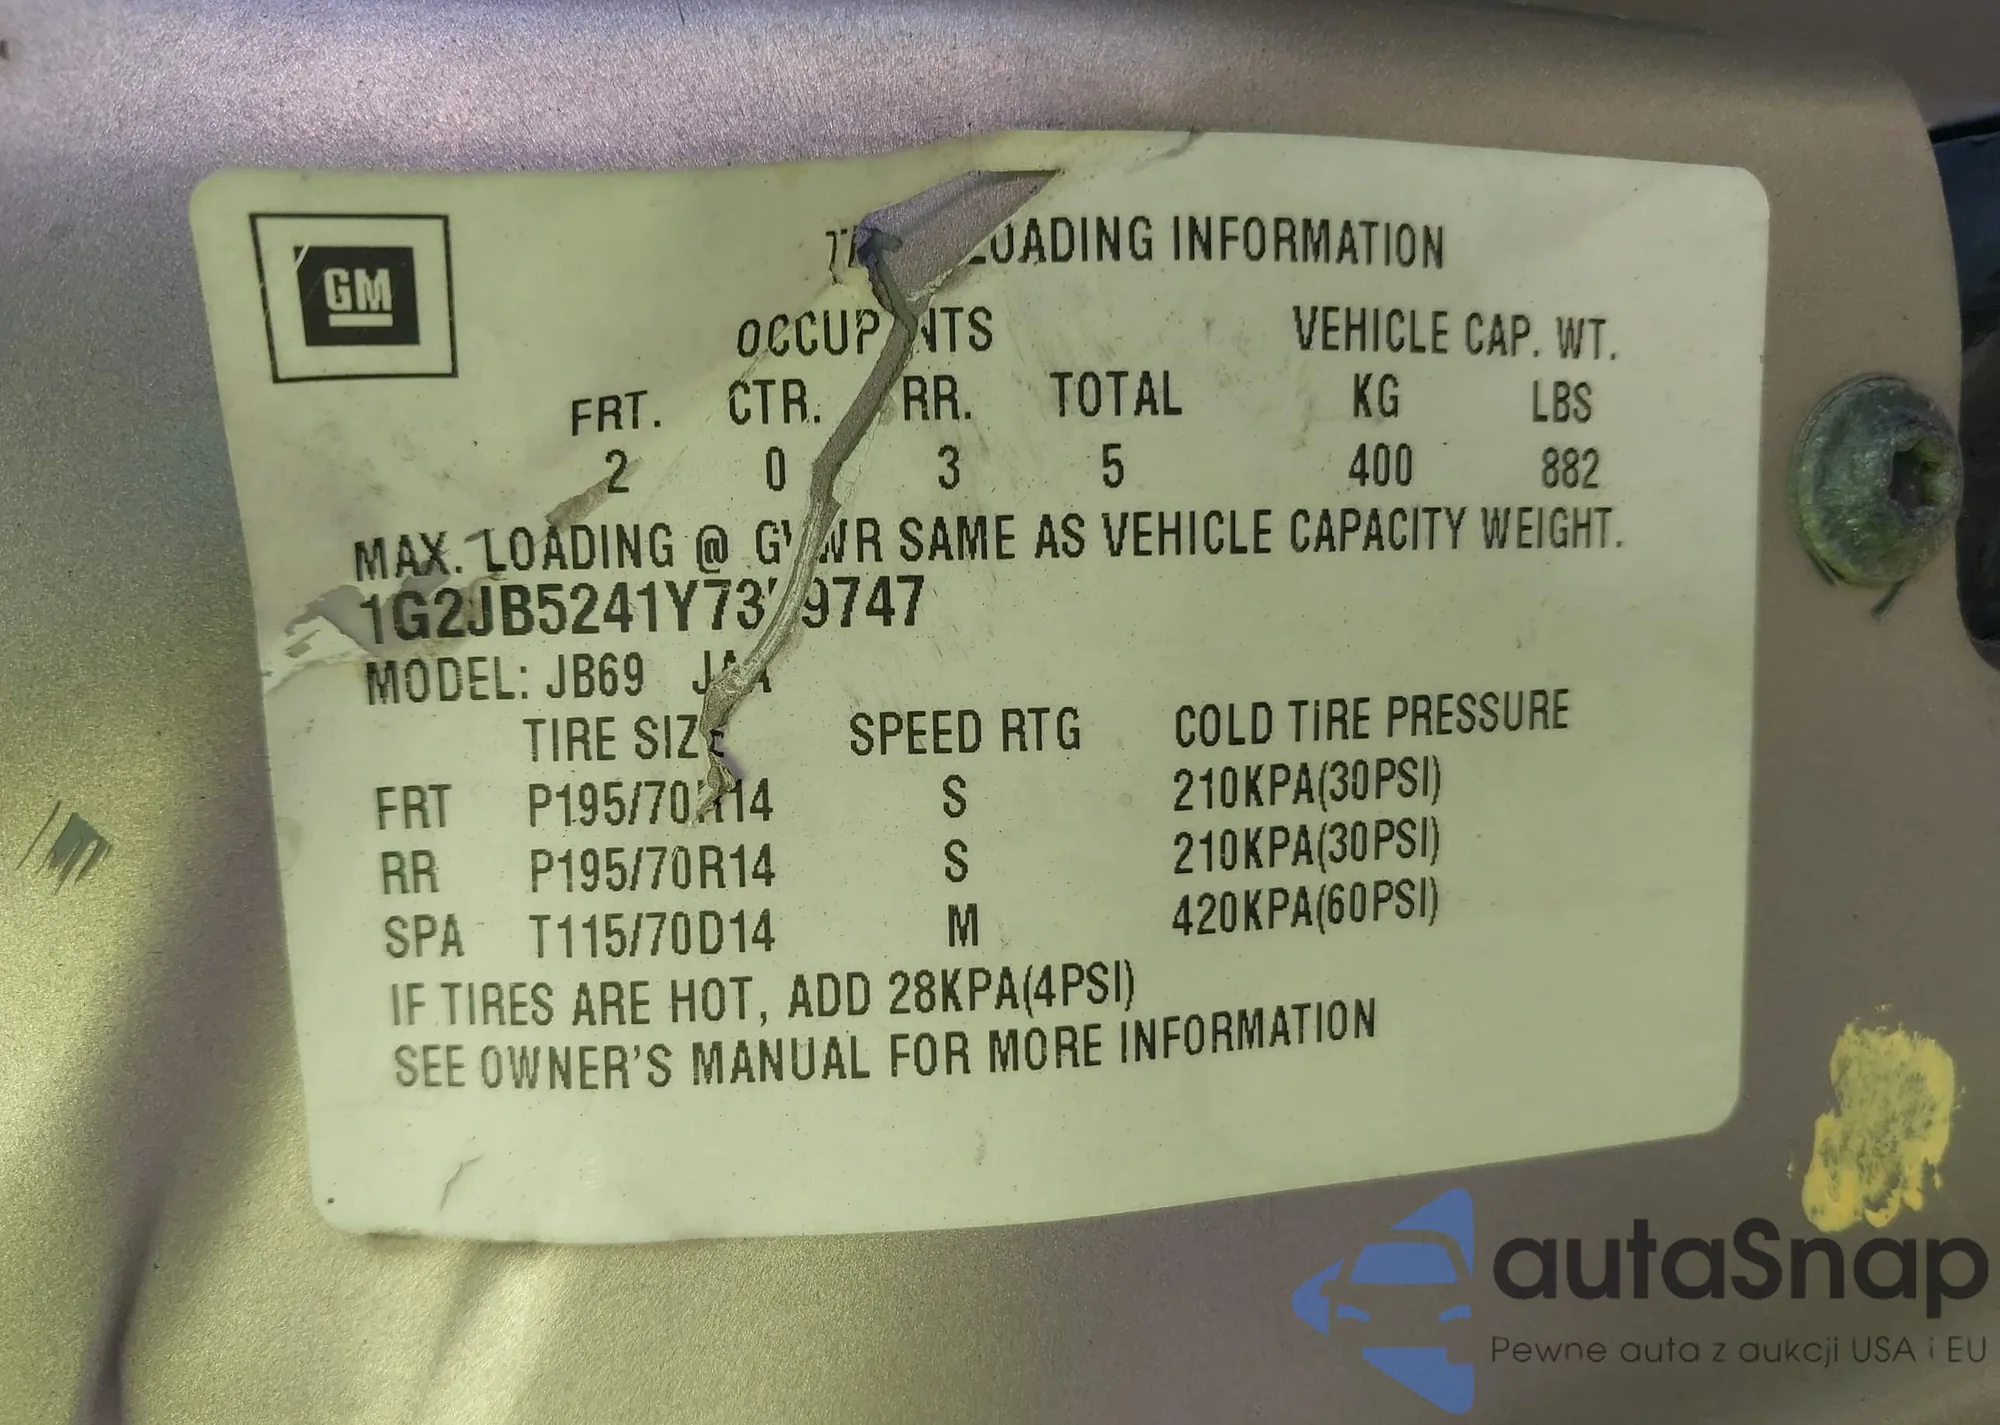 GM
LOADING INFORMATION
VEHICLE CAP. WT.
FRT. CTR. RR. TOTAL KG LBS
2 0 3 5 400 882
MAX. LOADING @ SAME AS VEHICLE CAPACITY WEIGHT.
MODEL: JB69
TIRE SIZE SPEED RTG COLD TIRE PRESSURE
FRT P195/70R14 S 210KPA(30PSI)
RR P195/70R14 S 210KPA(30PSI)
SPA T115/70D14 M 420KPA(60PSI)
IF TIRES ARE HOT, ADD 28KPA(4PSI)
SEE OWNER'S MANUAL FOR MORE INFORMATION
autaSnap
Pewne auta z aukcji USA i EU